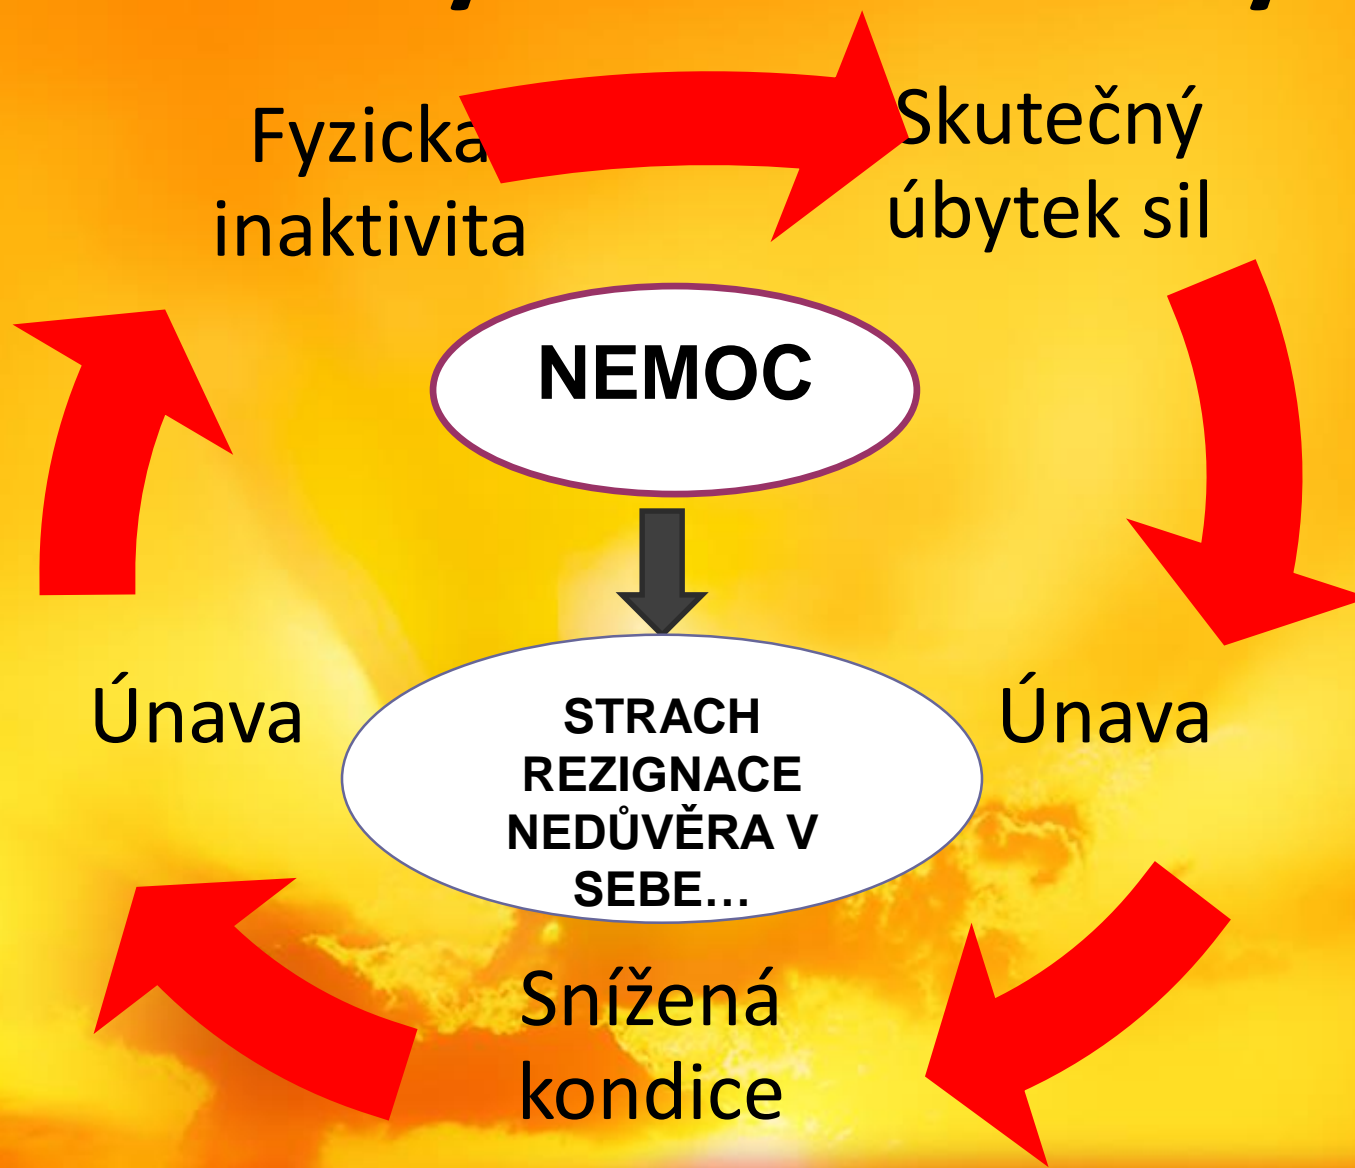 Fyzická
inaktivita
Skutečný
úbytek sil
NEMOC
Únava
STRACH
REZIGNACE
NEDŮVĚRA V
SEBE…
Únava
Snížená
kondice